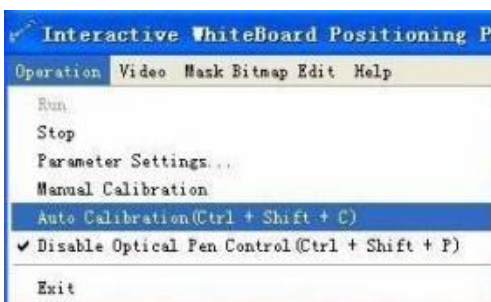 Interactive WhiteBoard Positioning P
Operation Video Mask Bitmap Edit Help
Run
Stop
Parameter Settings...
Manual Calibration
Auto Calibration(Ctrl + Shift + C)
✔ Disable Optical Pen Control(Ctrl + Shift + P)
Exit